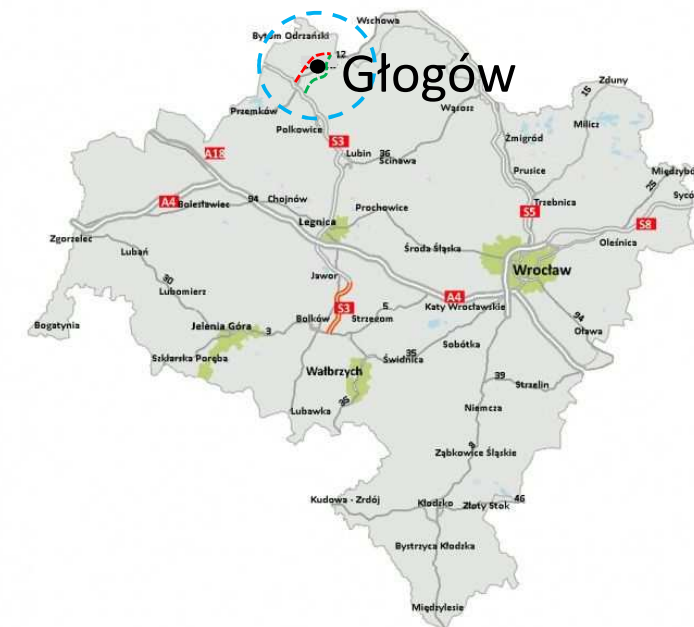 Wschowa
Bytom Odrzański
12
Głogów
Zduny
15
Przemków
Wąsosz
Milicz
Polkowice
S3
Żmigród
A18
Lubin
36
Ścinawa
Prusice
Międzybó
25
A4
Bolesławiec
94
Chojnów
Prochowice
Trzebnica
Syco
S5
S8
Legnica
Zgorzelec
Środa Śląska
Oleśnica
Lubań
Jawor
Wrocław
30
Lubomierz
A4
S3
5
Katy Wrocławskie
94
Bogatynia
Jelenia Góra
3
Bolków
Strzegom
Oława
Szklarska Poręba
Sobótka
35
Świdnica
Wałbrzych
39
Strzelin
35
Lubawka
Niemcza
8
Ząbkowice Śląskie
Kudowa - Zdrój
Kłodzko
Złoty Stok
46
Bystrzyca Kłodzka
Międzylesie